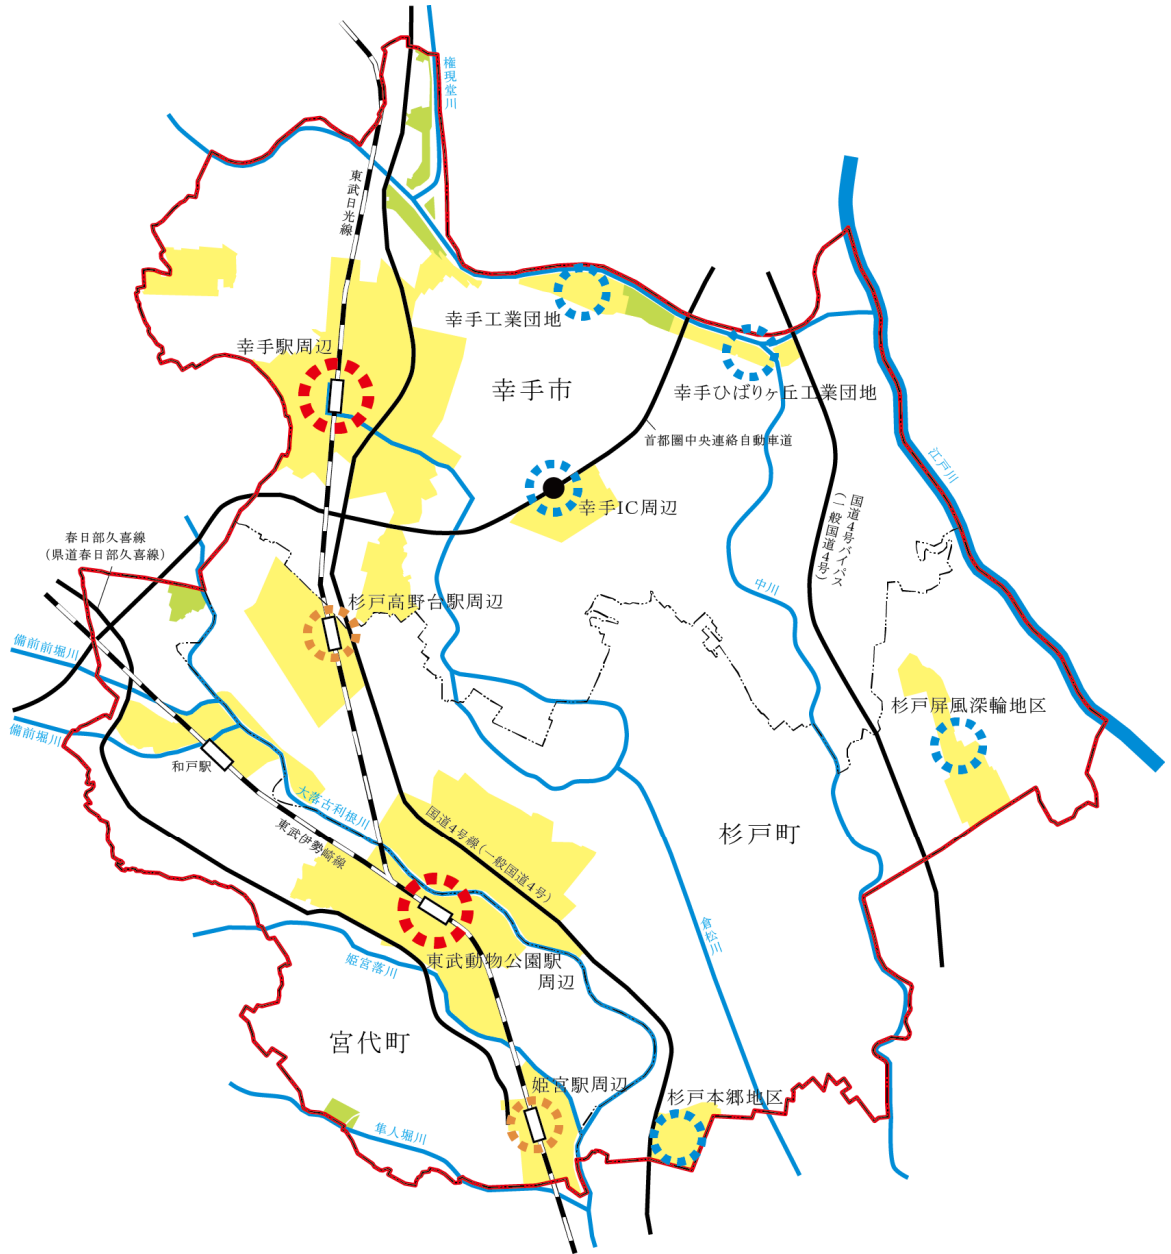 権現堂川
東武日光線
幸手工業団地
幸手駅周辺
幸手市
幸手ひばりヶ丘工業団地
首都圏中央連絡自動車道
江戸川
幸手IC周辺
国道4号バイパス
(一般国道4号)
春日部久喜線
(県道春日部久喜線)
中川
杉戸高野台駅周辺
備前前堀川
杉戸屏風深輪地区
備前堀川
和戸駅
大落古利根川
東武伊勢崎線
国道4号線(一般国道4号)
杉戸町
倉松川
東武動物公園駅
周辺
姫宮落川
宮代町
姫宮駅周辺
杉戸本郷地区
隼人堀川